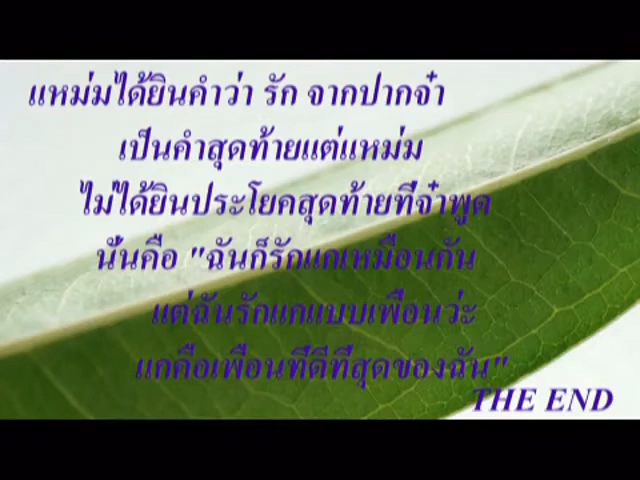 แหม่มได้ยินคำว่า รัก จากปากจ๋า
เป็นคำสุดท้ายแต่แหม่ม
ไม่ได้ยินประโยคสุดท้ายที่จ๋าพูด
นั่นคือ "ฉันก็รักแกเหมือนกัน
แต่ฉันรักแกแบบเพื่อนว่ะ
แกคือเพื่อนที่ดีที่สุดของฉัน"
THE END